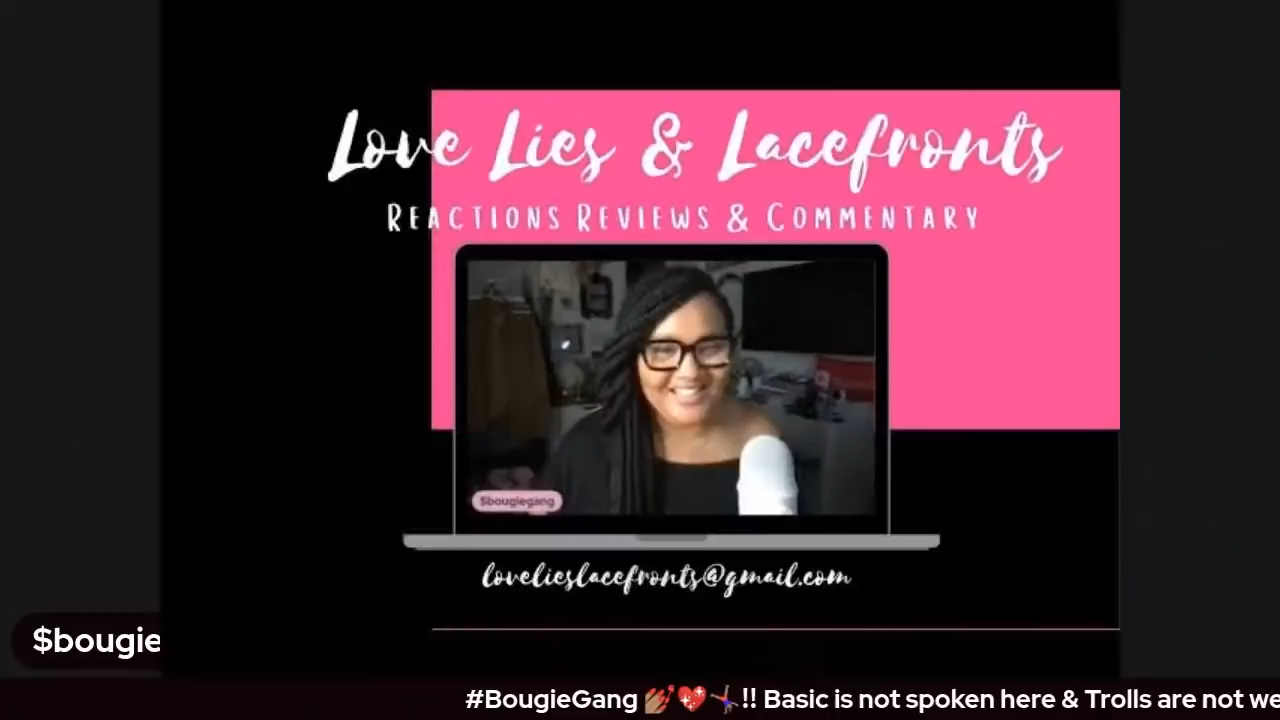 Love Lies & Lacefronts
REACTIONS REVIEWS & COMMENTARY
$bougiegang
lovelieslacefronts@gmail.com
$bougie
#BougieGang 💅🏾💖🤸🏾‍♀️!! Basic is not spoken here & Trolls are not we